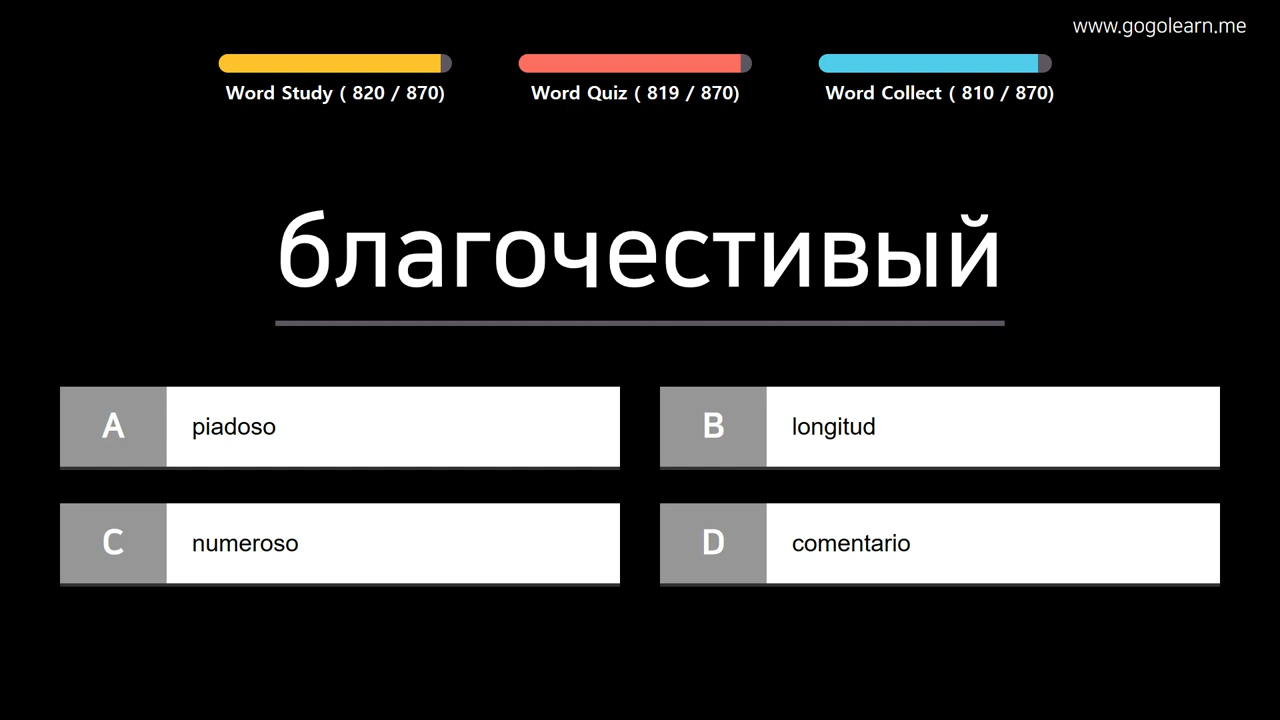 www.gogolearn.me
Word Study ( 820 / 870)
Word Quiz ( 819 / 870)
Word Collect ( 810 / 870)
благочестивый
A piadoso
B longitud
C numeroso
D comentario